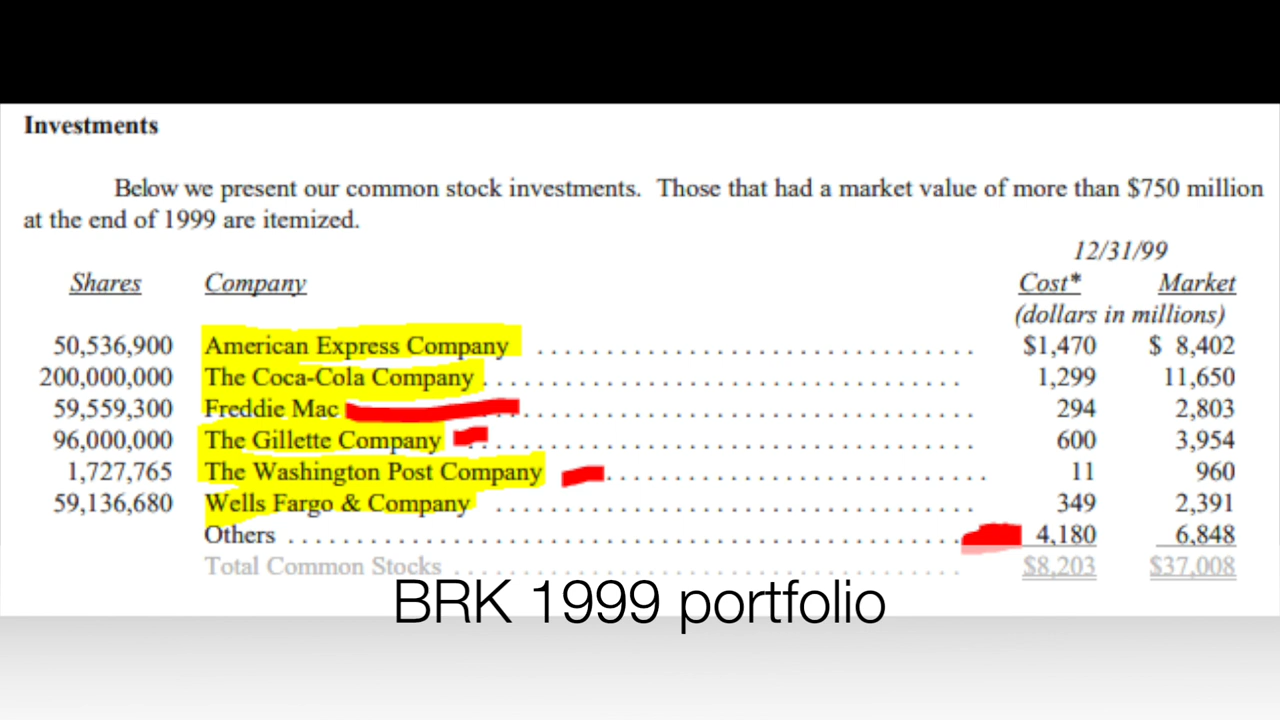 Investments
Below we present our common stock investments. Those that had a market value of more than $750 million
at the end of 1999 are itemized.
12/31/99
Shares Company Cost* Market
(dollars in millions)
50,536,900 American Express Company ........................................ $1,470 $ 8,402
200,000,000 The Coca-Cola Company ........................................ 1,299 11,650
59,559,300 Freddie Mac ........................................ 294 2,803
96,000,000 The Gillette Company ........................................ 600 3,954
1,727,765 The Washington Post Company ........................................ 11 960
59,136,680 Wells Fargo & Company ........................................ 349 2,391
Others ........................................ 4,180 6,848
Total Common Stocks ........................................ $8,203 $37,008
BRK 1999 portfolio